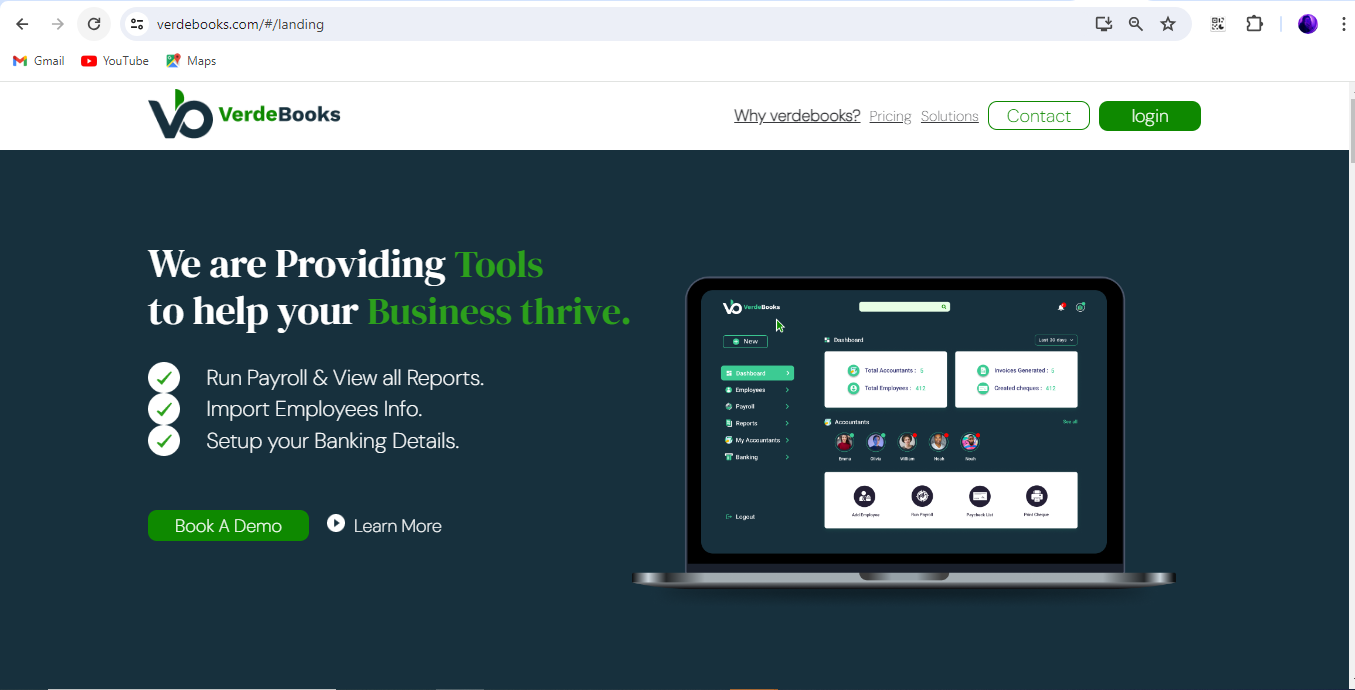 verdebooks.com/#/landing
Gmail YouTube Maps
VerdeBooks
Why verdebooks? Pricing Solutions Contact login
We are Providing Tools
to help your Business thrive.
Run Payroll & View all Reports.
Import Employees Info.
Setup your Banking Details.
Book A Demo Learn More
VerdeBooks
New
Dashboard
Employees
Payroll
Reports
My Accountants
Banking
Logout
Dashboard Last 30 days
Total Accountants : 5
Total Employees : 412
Invoices Generated : 5
Created cheques : 412
Accountants See all
Emma Olivia William Noah Noah
Add Employee Run Payroll Paycheck List Print Cheque